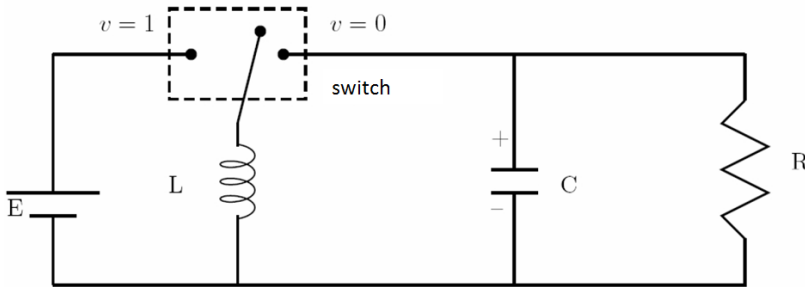 v = 1
v = 0
switch
+
L
C
R
−
E